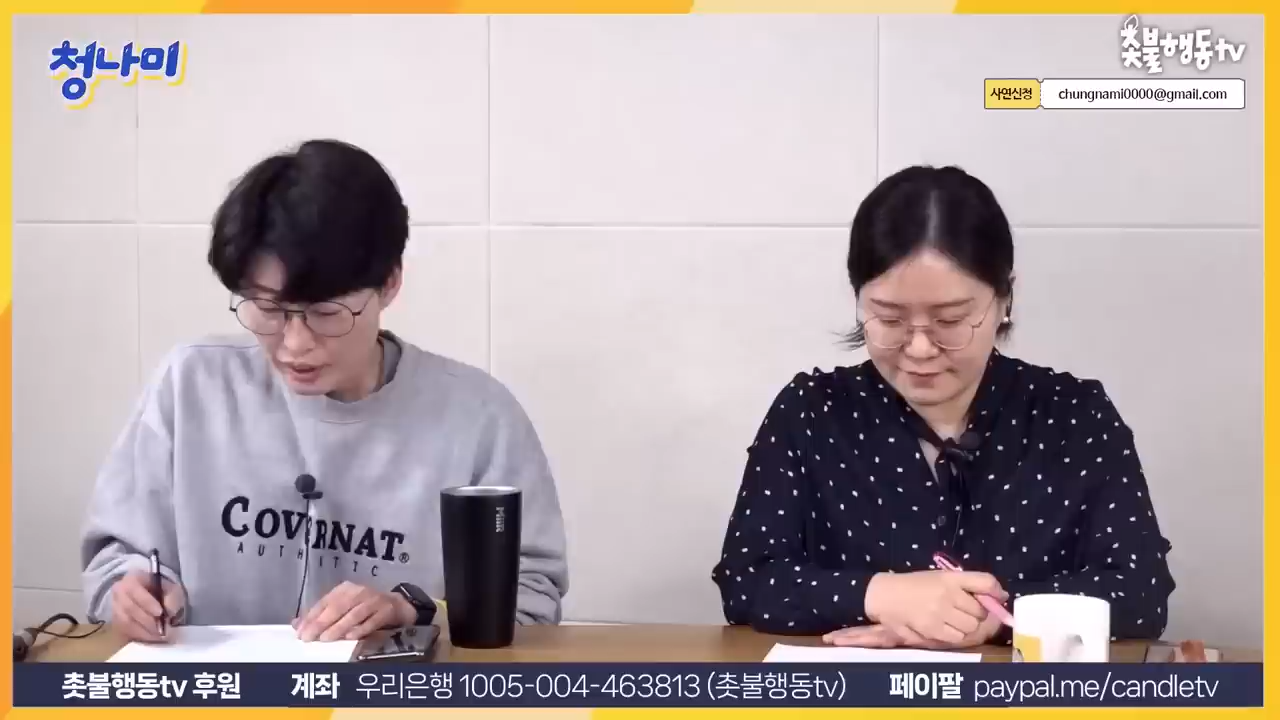 청나미
촛불행동tv
사연신청 chungnami0000@gmail.com
COVERNAT®
AUTHENTIC
MiiR
촛불행동tv 후원 계좌 우리은행 1005-004-463813 (촛불행동tv) 페이팔 paypal.me/candletv